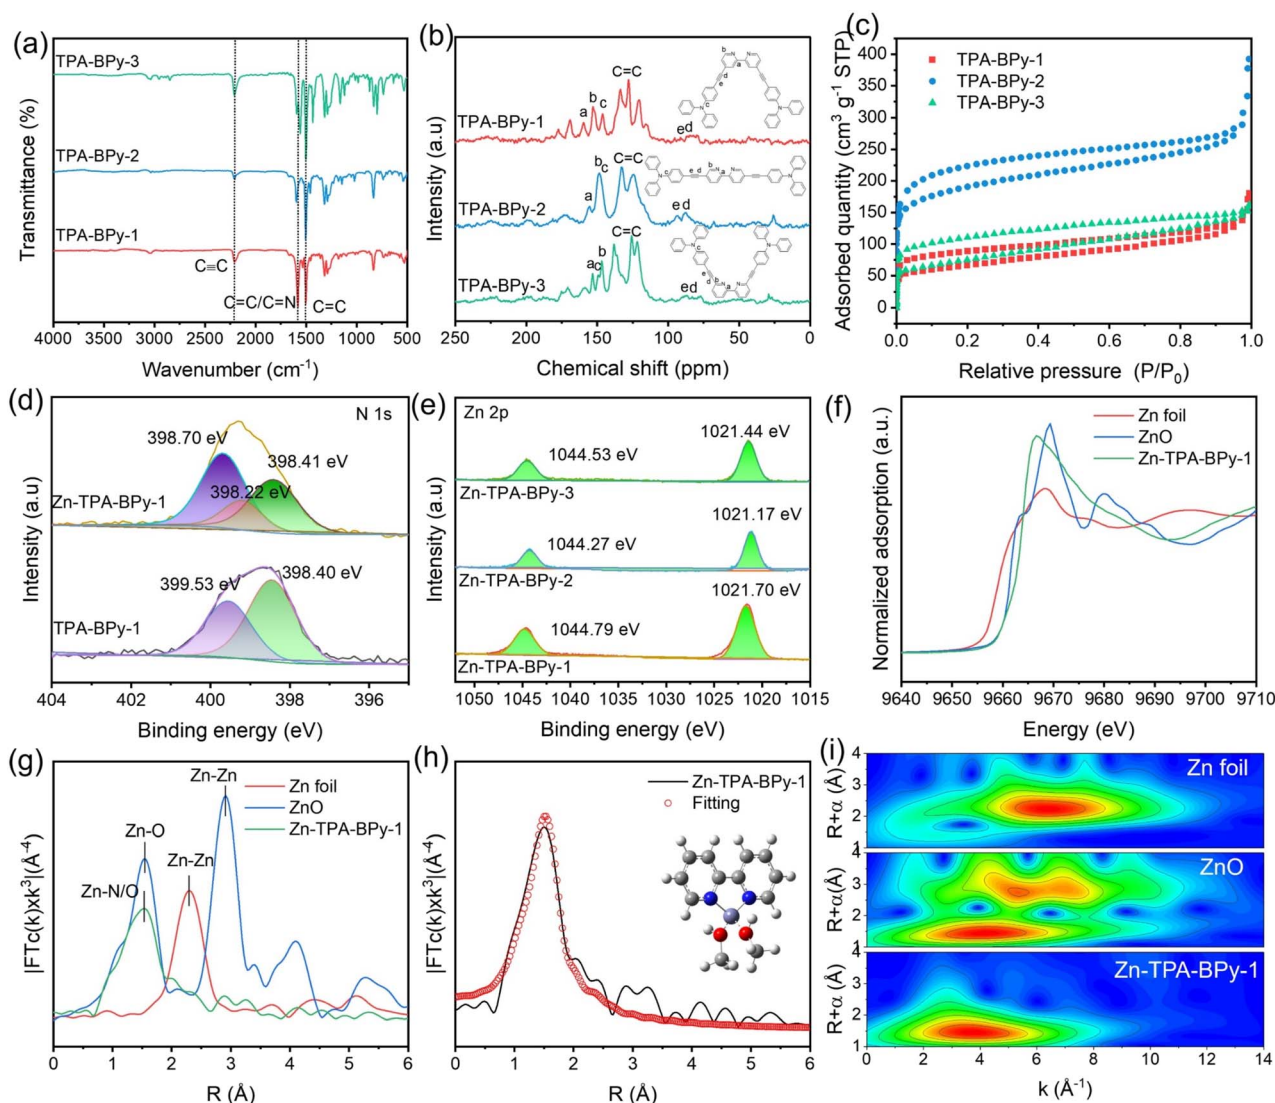 (a)
TPA-BPy-3
TPA-BPy-2
TPA-BPy-1
C≡C
C=C/C=N
C=C
Transmittance (%)
4000 3500 3000 2500 2000 1500 1000 500
Wavenumber (cm⁻¹)
(b)
C=C
b
a
c
ed
TPA-BPy-1
C=C
b
c
a
ed
TPA-BPy-2
C=C
b
a
c
ed
TPA-BPy-3
Intensity (a.u)
250 200 150 100 50 0
Chemical shift (ppm)
(c)
TPA-BPy-1
TPA-BPy-2
TPA-BPy-3
Adsorbed quantity (cm³ g⁻¹ STP)
400
350
300
250
200
150
100
50
0
0.0 0.2 0.4 0.6 0.8 1.0
Relative pressure (P/P₀)
(d)
N 1s
398.70 eV
398.41 eV
398.22 eV
Zn-TPA-BPy-1
399.53 eV
398.40 eV
TPA-BPy-1
Intensity (a.u)
404 402 400 398 396
Binding energy (eV)
(e)
Zn 2p
1021.44 eV
1044.53 eV
Zn-TPA-BPy-3
1021.17 eV
1044.27 eV
Zn-TPA-BPy-2
1021.70 eV
1044.79 eV
Zn-TPA-BPy-1
Intensity (a.u)
1050 1045 1040 1035 1030 1025 1020 1015
Binding energy (eV)
(f)
Zn foil
ZnO
Zn-TPA-BPy-1
Normalized adsorption (a.u.)
9640 9650 9660 9670 9680 9690 9700 9710
Energy (eV)
(g)
Zn-Zn
Zn foil
ZnO
Zn-TPA-BPy-1
Zn-O
Zn-Zn
Zn-N/O
|FTc(k)xk³|(Å-4)
0 1 2 3 4 5 6
R (Å)
(h)
Zn-TPA-BPy-1
Fitting
|FTc(k)xk³|(Å-4)
0 1 2 3 4 5 6
R (Å)
(i)
Zn foil
R+α (Å)
4
3
2
1
ZnO
R+α(Å)
4
3
2
1
Zn-TPA-BPy-1
R+α (Å)
4
3
2
1
0 2 4 6 8 10 12 14
k (Å⁻¹)